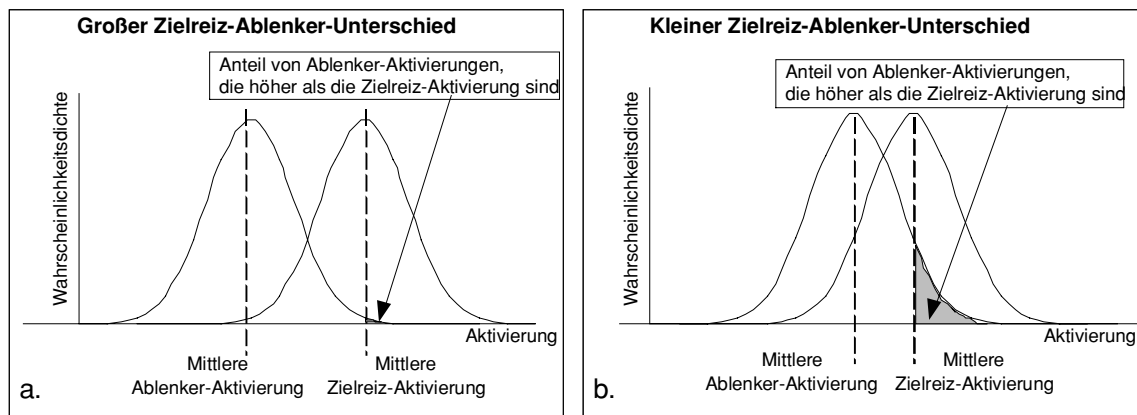 Großer Zielreiz-Ablenker-Unterschied
Anteil von Ablenker-Aktivierungen,
die höher als die Zielreiz-Aktivierung sind
Wahrscheinlichkeitsdichte
Aktivierung
Mittlere
Ablenker-Aktivierung
Mittlere
Zielreiz-Aktivierung
a.
Kleiner Zielreiz-Ablenker-Unterschied
Anteil von Ablenker-Aktivierungen,
die höher als die Zielreiz-Aktivierung sind
Wahrscheinlichkeitsdichte
Aktivierung
Mittlere
Ablenker-Aktivierung
Mittlere
Zielreiz-Aktivierung
b.